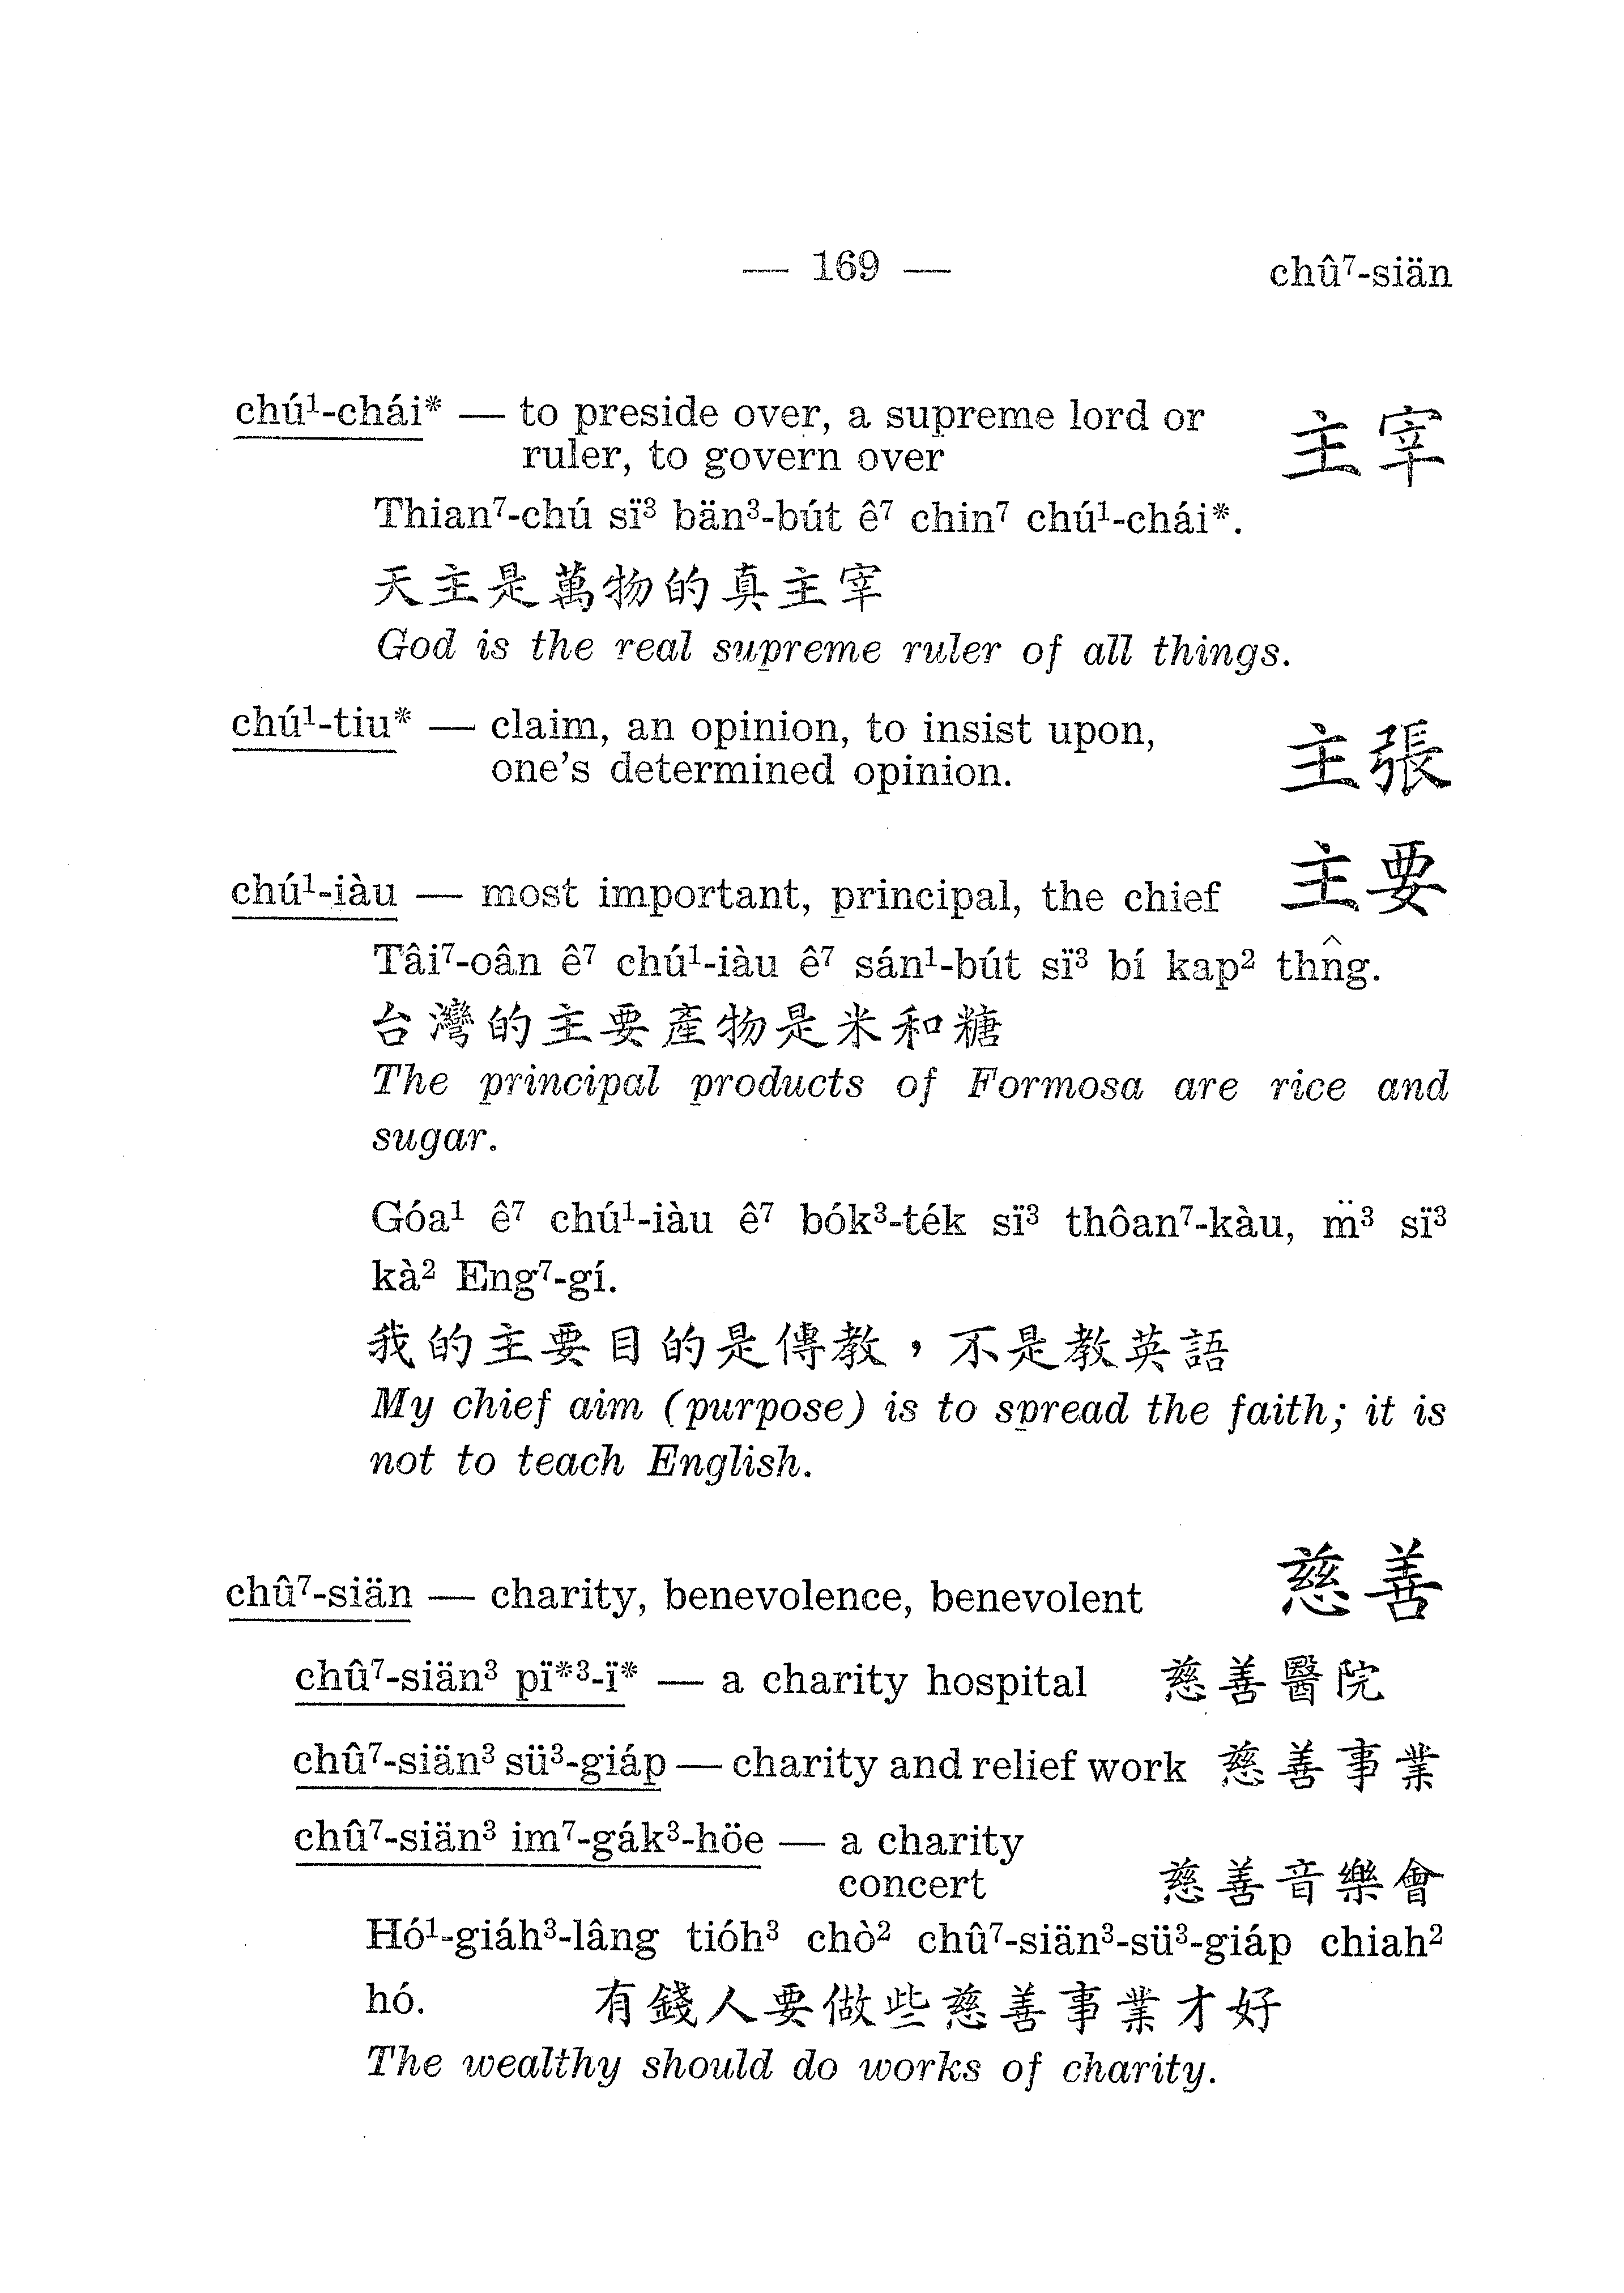 — 169 — chû⁷-siän
chú¹-chái* — to preside over, a supreme lord or 主宰
ruler, to govern over
Thian⁷-chú sï³ bän³-bút ê⁷ chin⁷ chú¹-chái*.
天主是萬物的真主宰
God is the real supreme ruler of all things.
chú¹-tiu* — claim, an opinion, to insist upon, 主張
one's determined opinion.
chú¹-iàu — most important, principal, the chief 主要
Tâi⁷-oân ê⁷ chú¹-iàu ê⁷ sán¹-bút sï³ bí kap² thn̂g.
台灣的主要產物是米和糖
The principal products of Formosa are rice and
sugar.
Góa¹ ê⁷ chú¹-iàu ê⁷ bók³-ték sï³ thôan⁷-kàu, m̈³ sï³
kà² Eng⁷-gí.
我的主要目的是傳教，不是教英語
My chief aim (purpose) is to spread the faith; it is
not to teach English.
chû⁷-siän — charity, benevolence, benevolent 慈善
chû⁷-siän³ pï*³-ï* — a charity hospital 慈善醫院
chû⁷-siän³ sü³-giáp — charity and relief work 慈善事業
chû⁷-siän³ im⁷-gák³-höe — a charity
concert 慈善音樂會
Hó¹-giáh³-lâng tióh³ chò² chû⁷-siän³-sü³-giáp chiah²
hó. 有錢人要做些慈善事業才好
The wealthy should do works of charity.